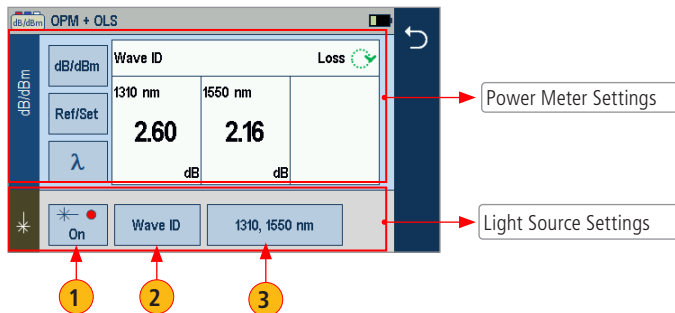 dB/dBm OPM + OLS
dB/dBm
dB/dBm
Ref/Set
λ
Wave ID Loss
1310 nm 1550 nm
2.60 2.16
dB dB
Power Meter Settings
On
Wave ID
1310, 1550 nm
Light Source Settings
1 2 3